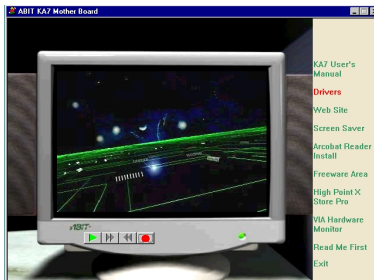 ABIT KA7 Mother Board
KA7 User's
Manual
Drivers
Web Site
Screen Saver
Arcobat Reader
Install
Freeware Area
High Point X
Store Pro
VIA Hardware
Monitor
Read Me First
Exit
ABIT